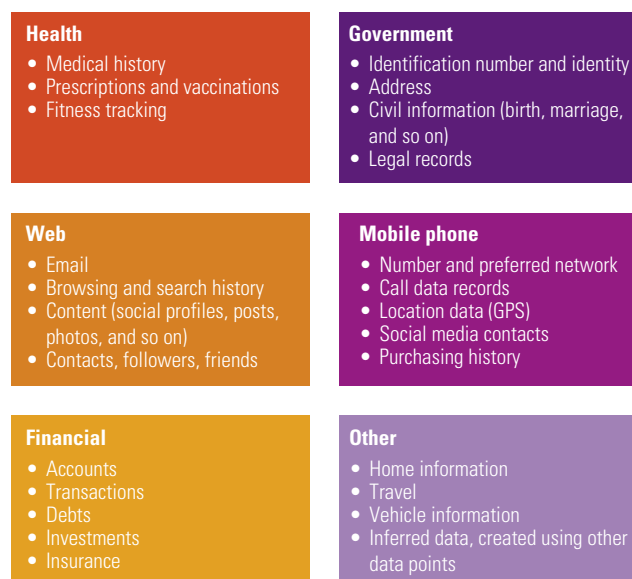 Health
• Medical history
• Prescriptions and vaccinations
• Fitness tracking
Government
• Identification number and identity
• Address
• Civil information (birth, marriage,
and so on)
• Legal records
Web
• Email
• Browsing and search history
• Content (social profiles, posts,
photos, and so on)
• Contacts, followers, friends
Mobile phone
• Number and preferred network
• Call data records
• Location data (GPS)
• Social media contacts
• Purchasing history
Financial
• Accounts
• Transactions
• Debts
• Investments
• Insurance
Other
• Home information
• Travel
• Vehicle information
• Inferred data, created using other
data points